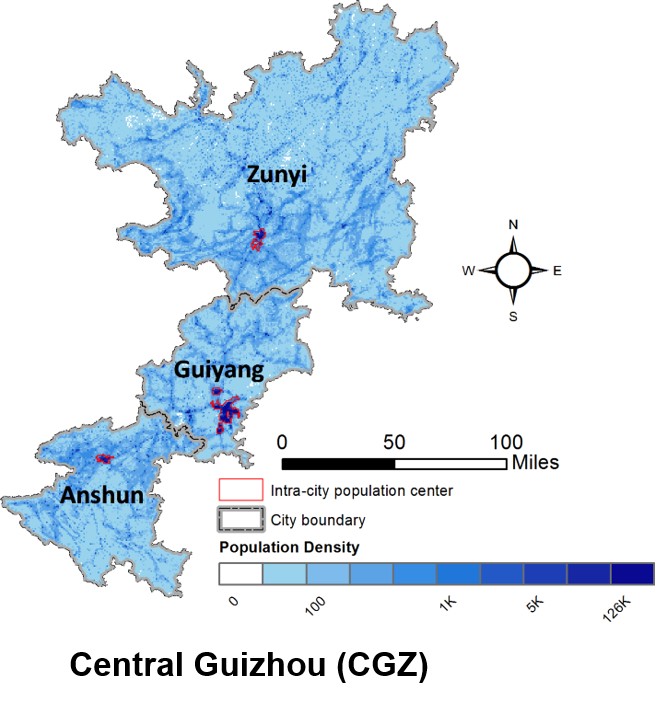 Zunyi
N
W E
S
Guiyang
0 50 100
Miles
Anshun
Intra-city population center
City boundary
Population Density
0 100 1K 5K 126K
Central Guizhou (CGZ)